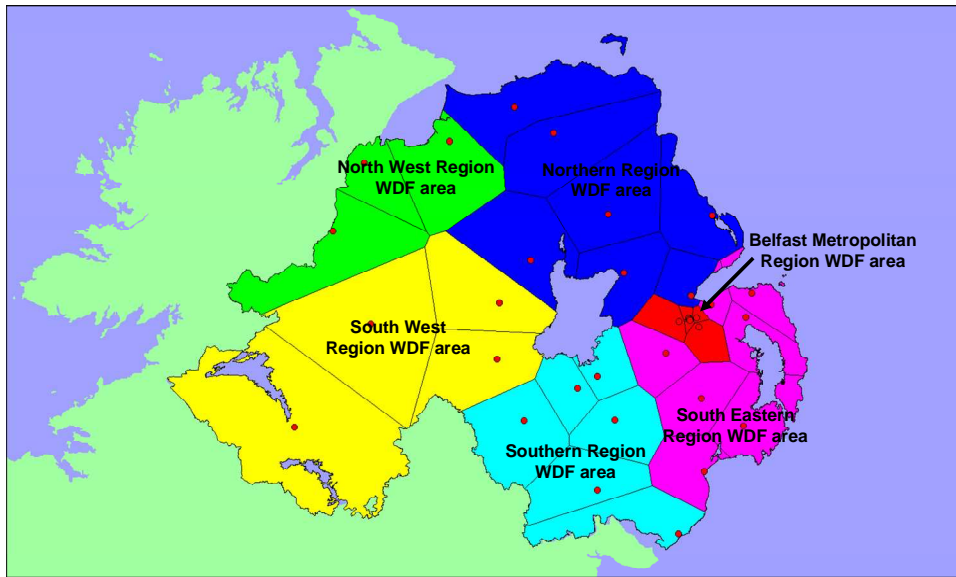 North West Region
WDF area
Northern Region
WDF area
Belfast Metropolitan
Region WDF area
South West
Region WDF area
South Eastern
Region WDF area
Southern Region
WDF area